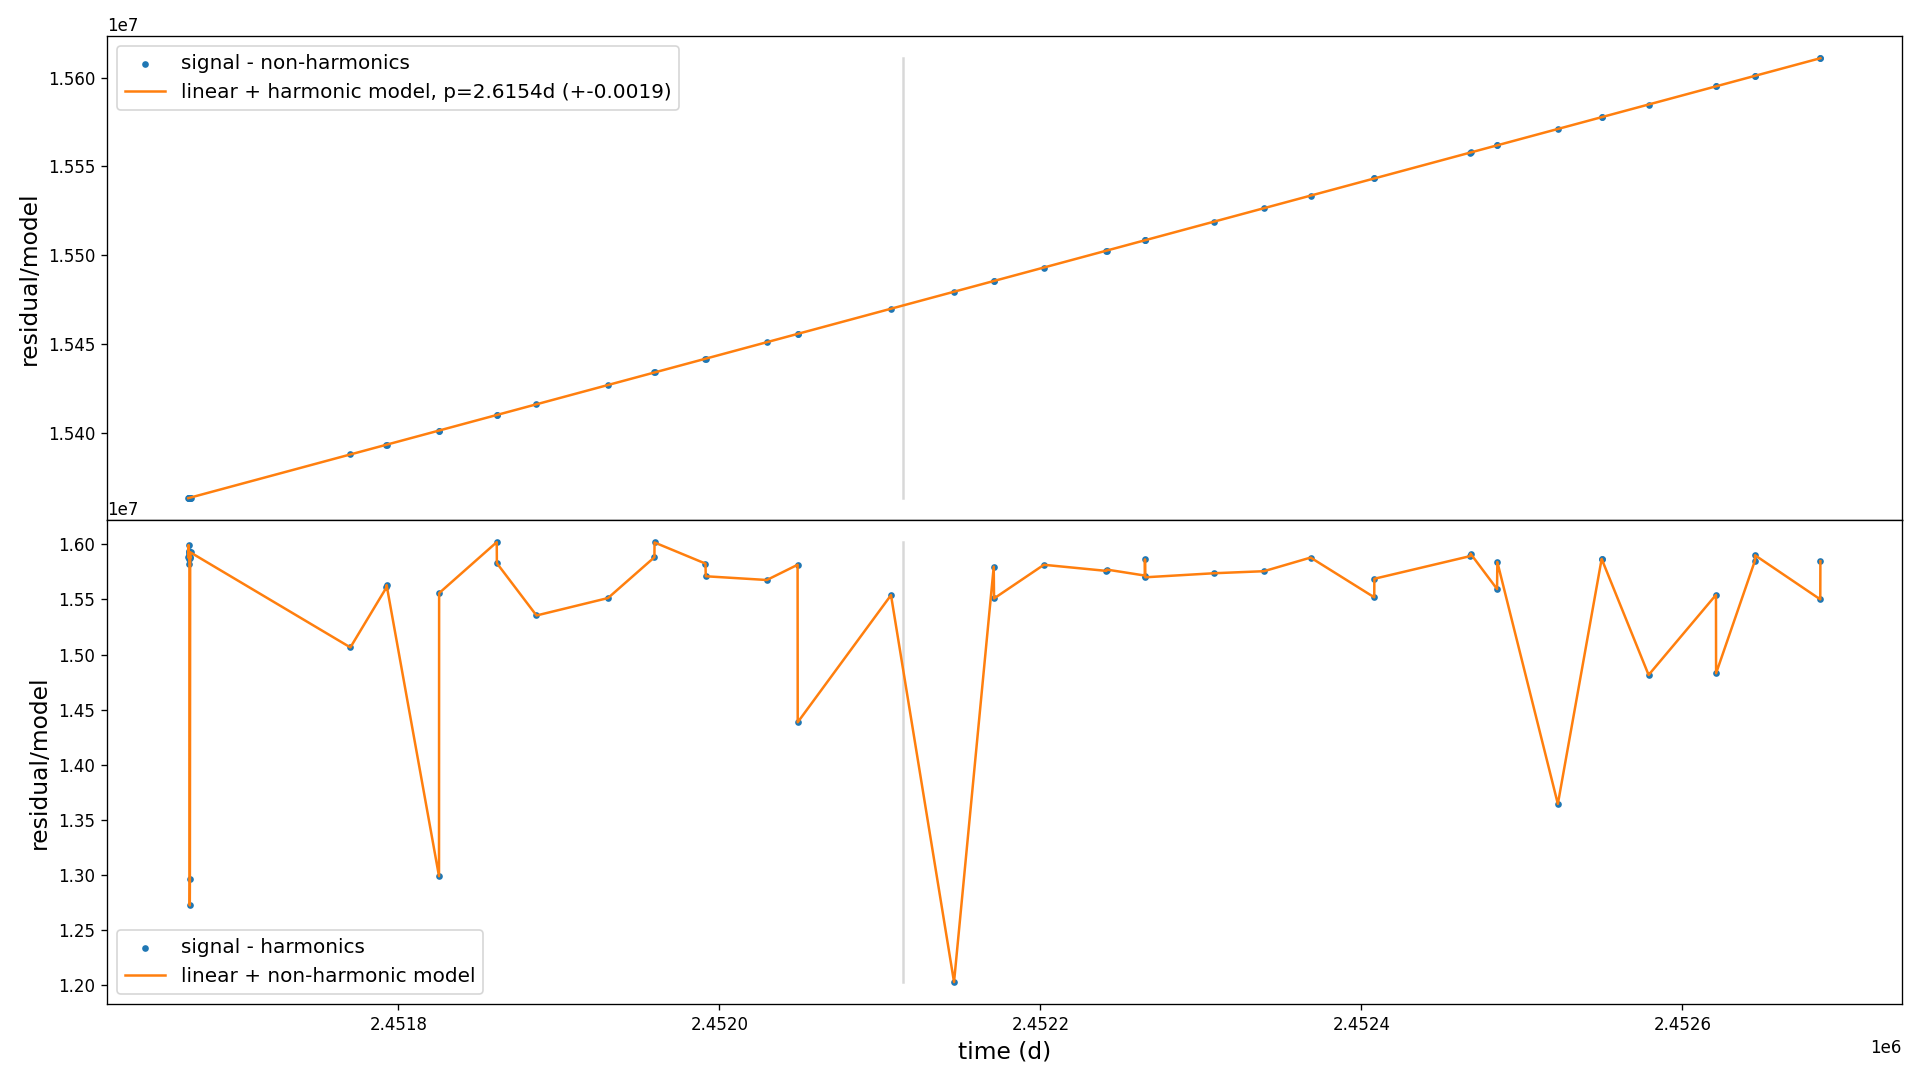 1e7
signal - non-harmonics
linear + harmonic model, p=2.6154d (+-0.0019)
1.560
1.555
1.550
1.545
1.540
residual/model
1e7
1.60
1.55
1.50
1.45
1.40
1.35
1.30
1.25
1.20
residual/model
signal - harmonics
linear + non-harmonic model
2.4518
2.4520
2.4522
2.4524
2.4526
time (d)
1e6